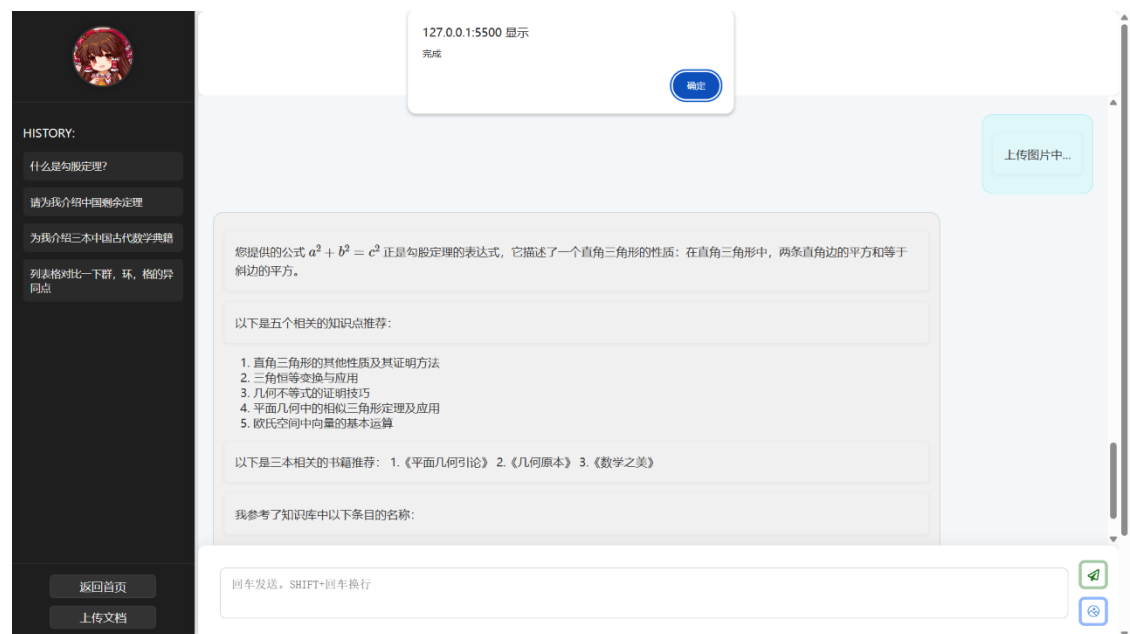 127.0.0.1:5500 显示
完成
确定
HISTORY:
什么是勾股定理?
请为我介绍中国剩余定理
为我介绍三本中国古代数学典籍
列表格对比一下群，环，格的异
同点
返回首页
上传文档
上传图片中...
您提供的公式 a² + b² = c² 正是勾股定理的表达式，它描述了一个直角三角形的性质：在直角三角形中，两条直角边的平方和等于
斜边的平方。
以下是五个相关的知识点推荐：
1. 直角三角形的其他性质及其证明方法
2. 三角恒等变换与应用
3. 几何不等式的证明技巧
4. 平面几何中的相似三角形定理及应用
5. 欧氏空间中向量的基本运算
以下是三本相关的书籍推荐： 1.《平面几何引论》 2.《几何原本》 3.《数学之美》
我参考了知识库中以下条目的名称：
回车发送。SHIFT+回车换行